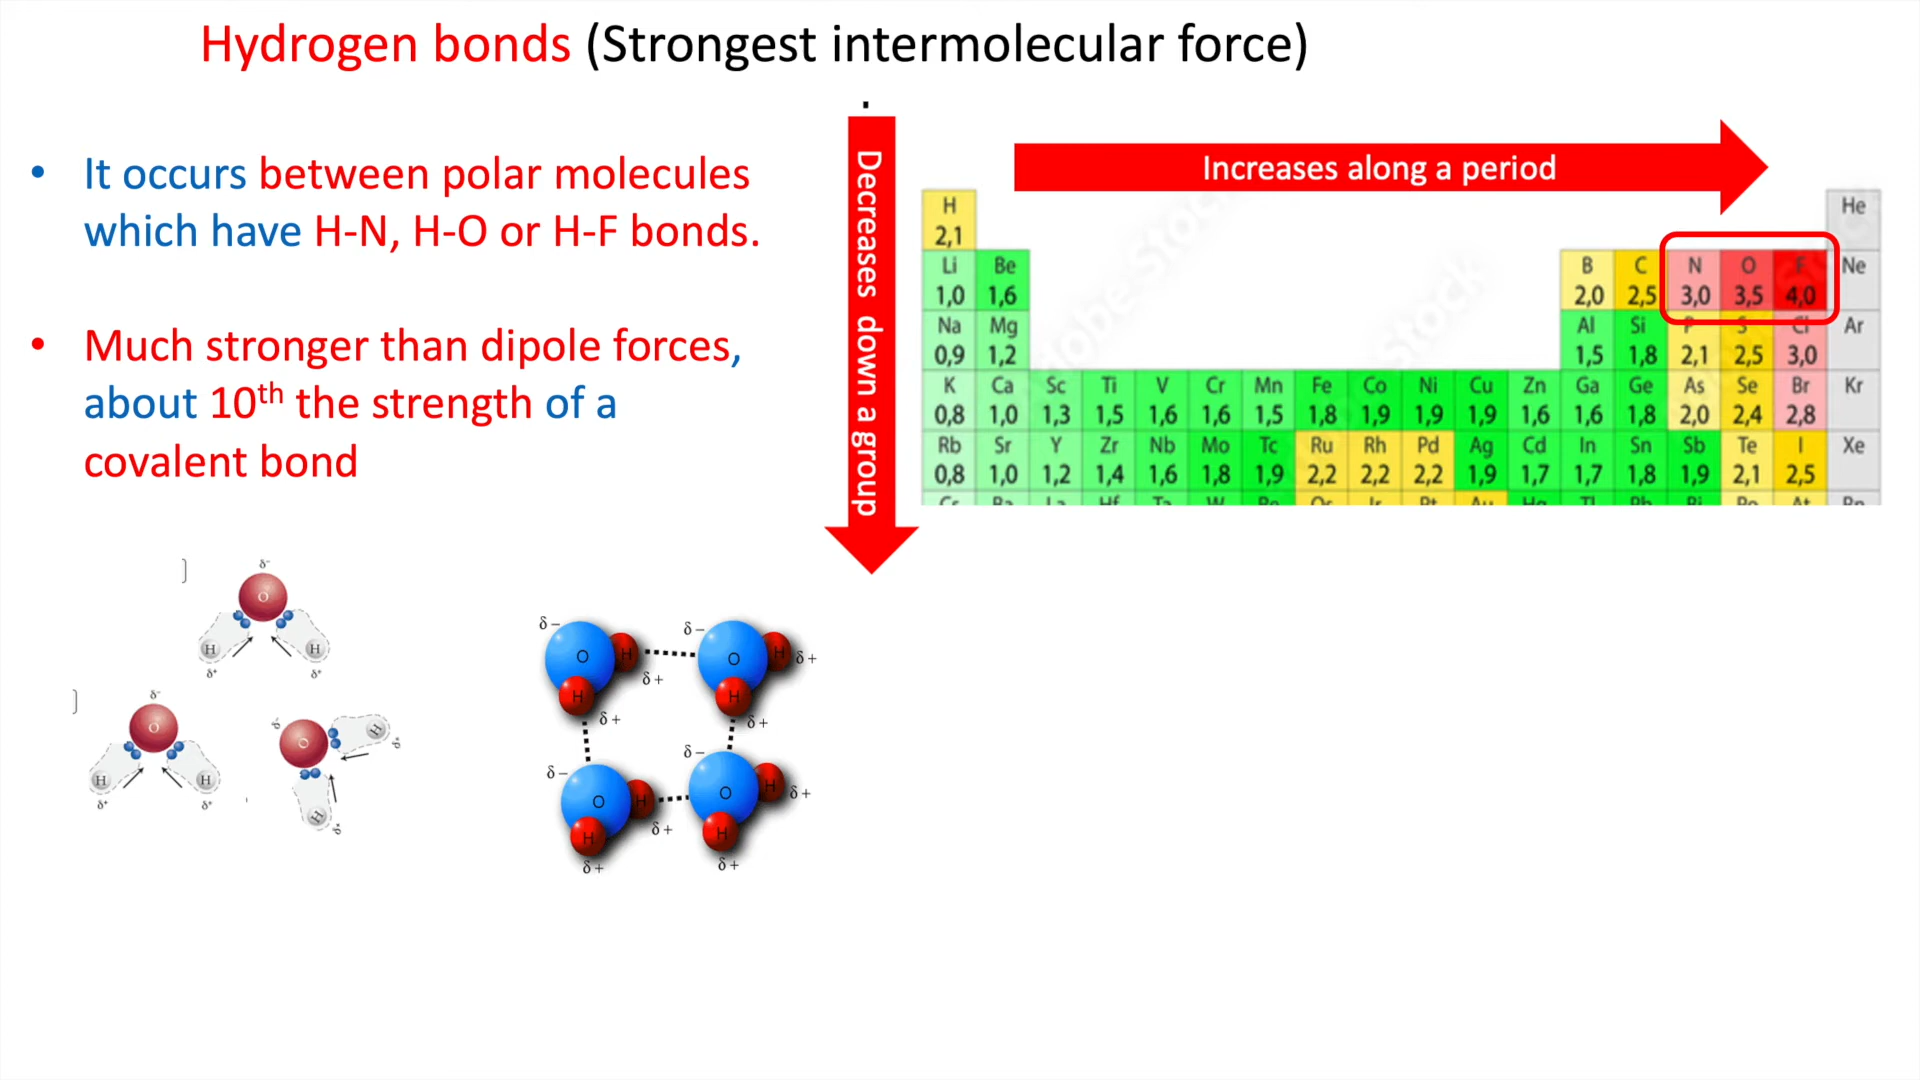 Hydrogen bonds (Strongest intermolecular force)
• It occurs between polar molecules
which have H-N, H-O or H-F bonds.
• Much stronger than dipole forces,
about 10th the strength of a
covalent bond
Decreases down a group
Increases along a period
H He
2,1
Li Be B C N O F Ne
1,0 1,6 2,0 2,5 3,0 3,5 4,0
Na Mg Al Si P S Cl Ar
0,9 1,2 1,5 1,8 2,1 2,5 3,0
K Ca Sc Ti V Cr Mn Fe Co Ni Cu Zn Ga Ge As Se Br Kr
0,8 1,0 1,3 1,5 1,6 1,6 1,5 1,8 1,9 1,9 1,9 1,6 1,6 1,8 2,0 2,4 2,8
Rb Sr Y Zr Nb Mo Tc Ru Rh Pd Ag Cd In Sn Sb Te I Xe
0,8 1,0 1,2 1,4 1,6 1,8 1,9 2,2 2,2 2,2 1,9 1,7 1,7 1,8 1,9 2,1 2,5
δ-
O
H H
δ+ δ+
δ-
O
H H
δ+ δ+
δ-
O
H
δ+
H
δ+
δ-
O H
δ+
H
δ+
δ-
O H δ+
H
δ+
δ-
O H
δ+
H
δ+
δ-
O H δ+
H
δ+